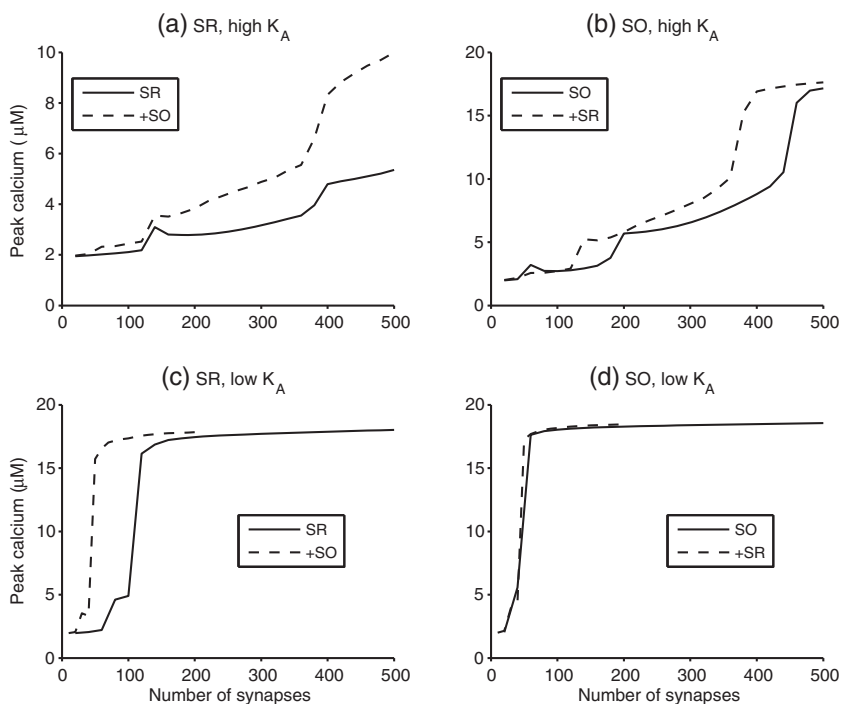 (a) SR, high K_A
(b) SO, high K_A
10
8
6
4
2
0
Peak calcium ( μM)
SR
+SO
0 100 200 300 400 500
20
15
10
5
0
SO
+SR
0 100 200 300 400 500
(c) SR, low K_A
(d) SO, low K_A
20
15
10
5
0
Peak calcium (μM)
SR
+SO
0 100 200 300 400 500
Number of synapses
20
15
10
5
0
SO
+SR
0 100 200 300 400 500
Number of synapses